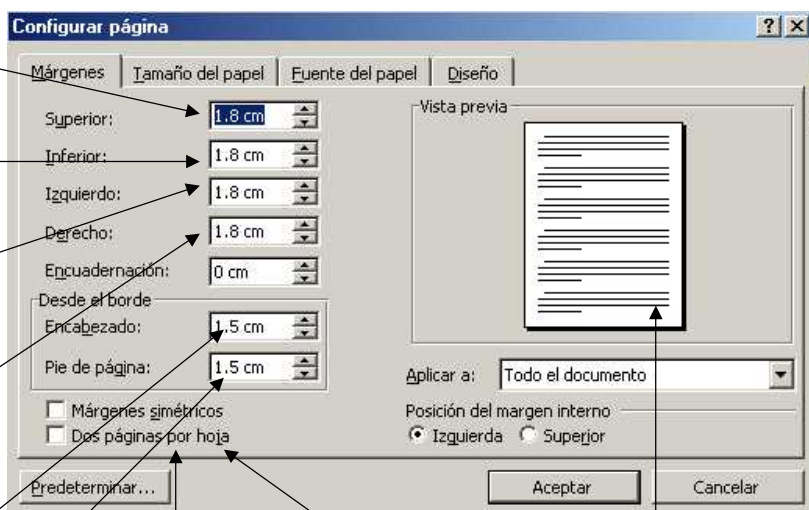 Configurar página
Márgenes Tamaño del papel Fuente del papel Diseño
Superior: 1.8 cm
Inferior: 1.8 cm
Izquierdo: 1.8 cm
Derecho: 1.8 cm
Encuadernación: 0 cm
Desde el borde
Encabezado: 1.5 cm
Pie de página: 1.5 cm
Márgenes simétricos
Dos páginas por hoja
Vista previa
Aplicar a: Todo el documento
Posición del margen interno
Izquierda Superior
Predeterminar... Aceptar Cancelar